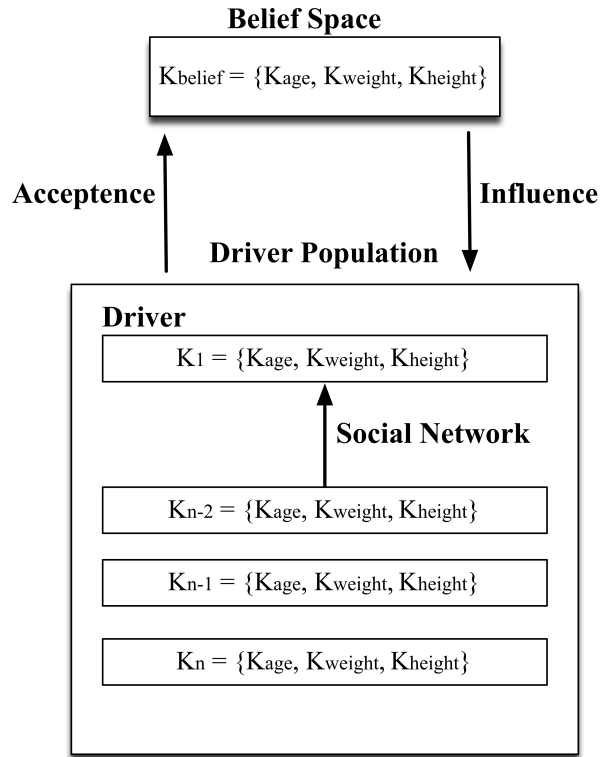 Belief Space
Kbelief = {Kage, Kweight, Kheight}
Acceptence
Influence
Driver Population
Driver
K1 = {Kage, Kweight, Kheight}
Social Network
Kn-2 = {Kage, Kweight, Kheight}
Kn-1 = {Kage, Kweight, Kheight}
Kn = {Kage, Kweight, Kheight}